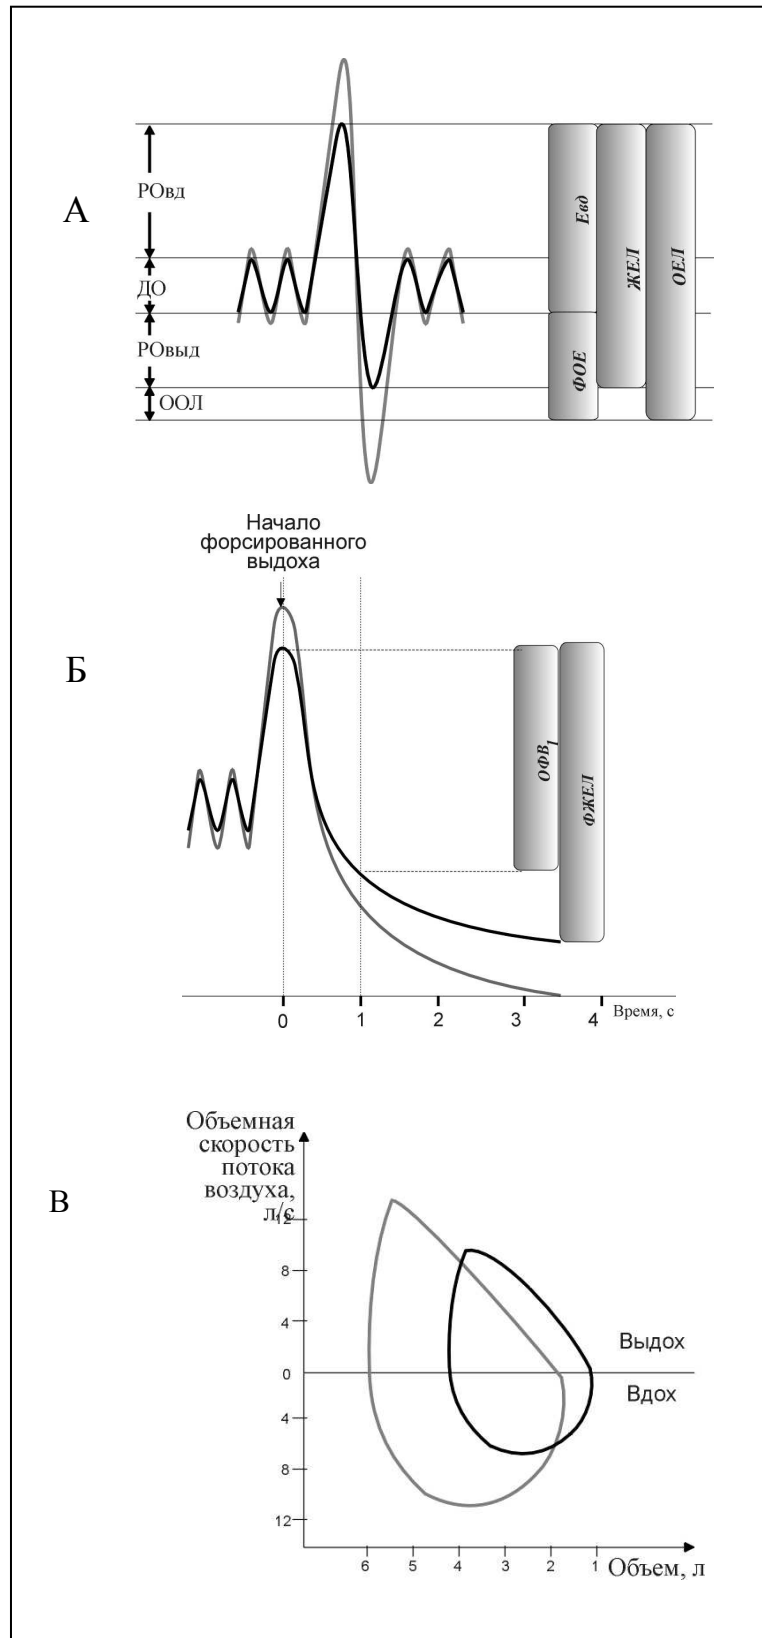 А
РОвд
ДО
РОвыд
ООЛ
Евд
ФОЕ
ЖЕЛ
ОЕЛ
Начало
форсированного
выдоха
Б
ОФВ1
ФЖЕЛ
0 1 2 3 4 Время, с
В
Объемная
скорость
потока
воздуха,
л/с
12
8
4
0
4
8
12
Выдох
Вдох
6 5 4 3 2 1 Объем, л